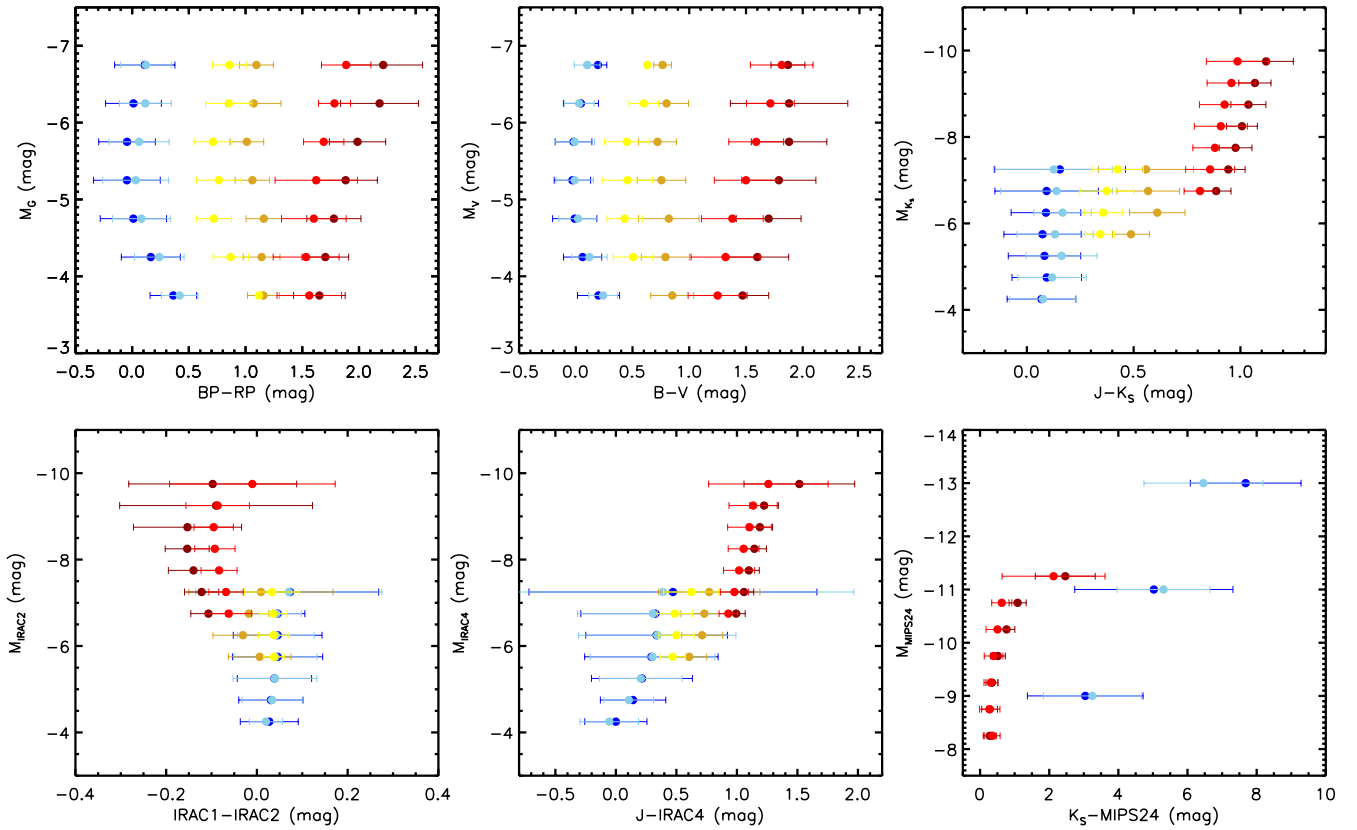 -7
-6
-5
-4
-3
M_G (mag)
-0.5 0.0 0.5 1.0 1.5 2.0 2.5
BP-RP (mag)
-7
-6
-5
-4
-3
M_V (mag)
-0.5 0.0 0.5 1.0 1.5 2.0 2.5
B-V (mag)
-10
-8
-6
-4
M_Ks (mag)
0.0 0.5 1.0
J-K_S (mag)
-10
-8
-6
-4
M_IRAC2 (mag)
-0.4 -0.2 0.0 0.2 0.4
IRAC1-IRAC2 (mag)
-10
-8
-6
-4
M_IRAC4 (mag)
-0.5 0.0 0.5 1.0 1.5 2.0
J-IRAC4 (mag)
-14
-13
-12
-11
-10
-9
-8
M_MIPS24 (mag)
0 2 4 6 8 10
K_S-MIPS24 (mag)